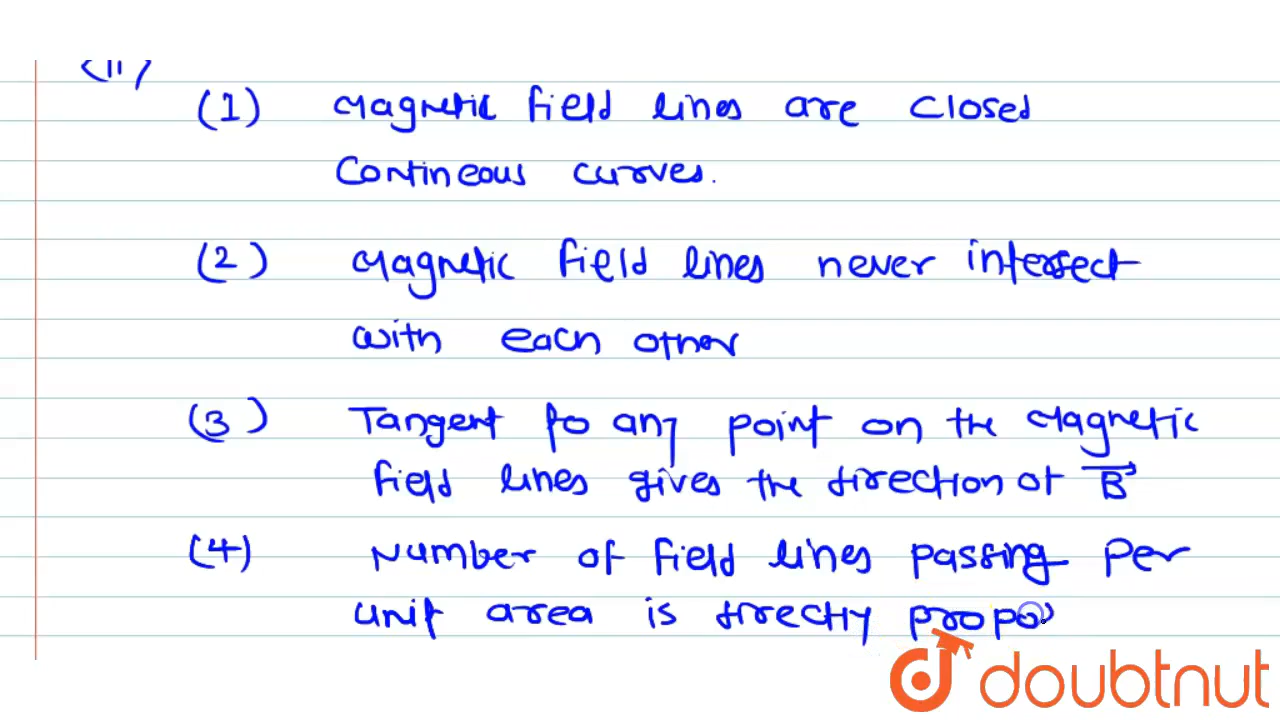 (11)
(1) Magnetic field lines are closed
contineous curves.
(2) Magnetic field lines never intersect
with each other
(3) Tangent to any point on the magnetic
field lines gives the direction of B
(4) Number of field lines passing per
unit area is directly propo
doubtnut